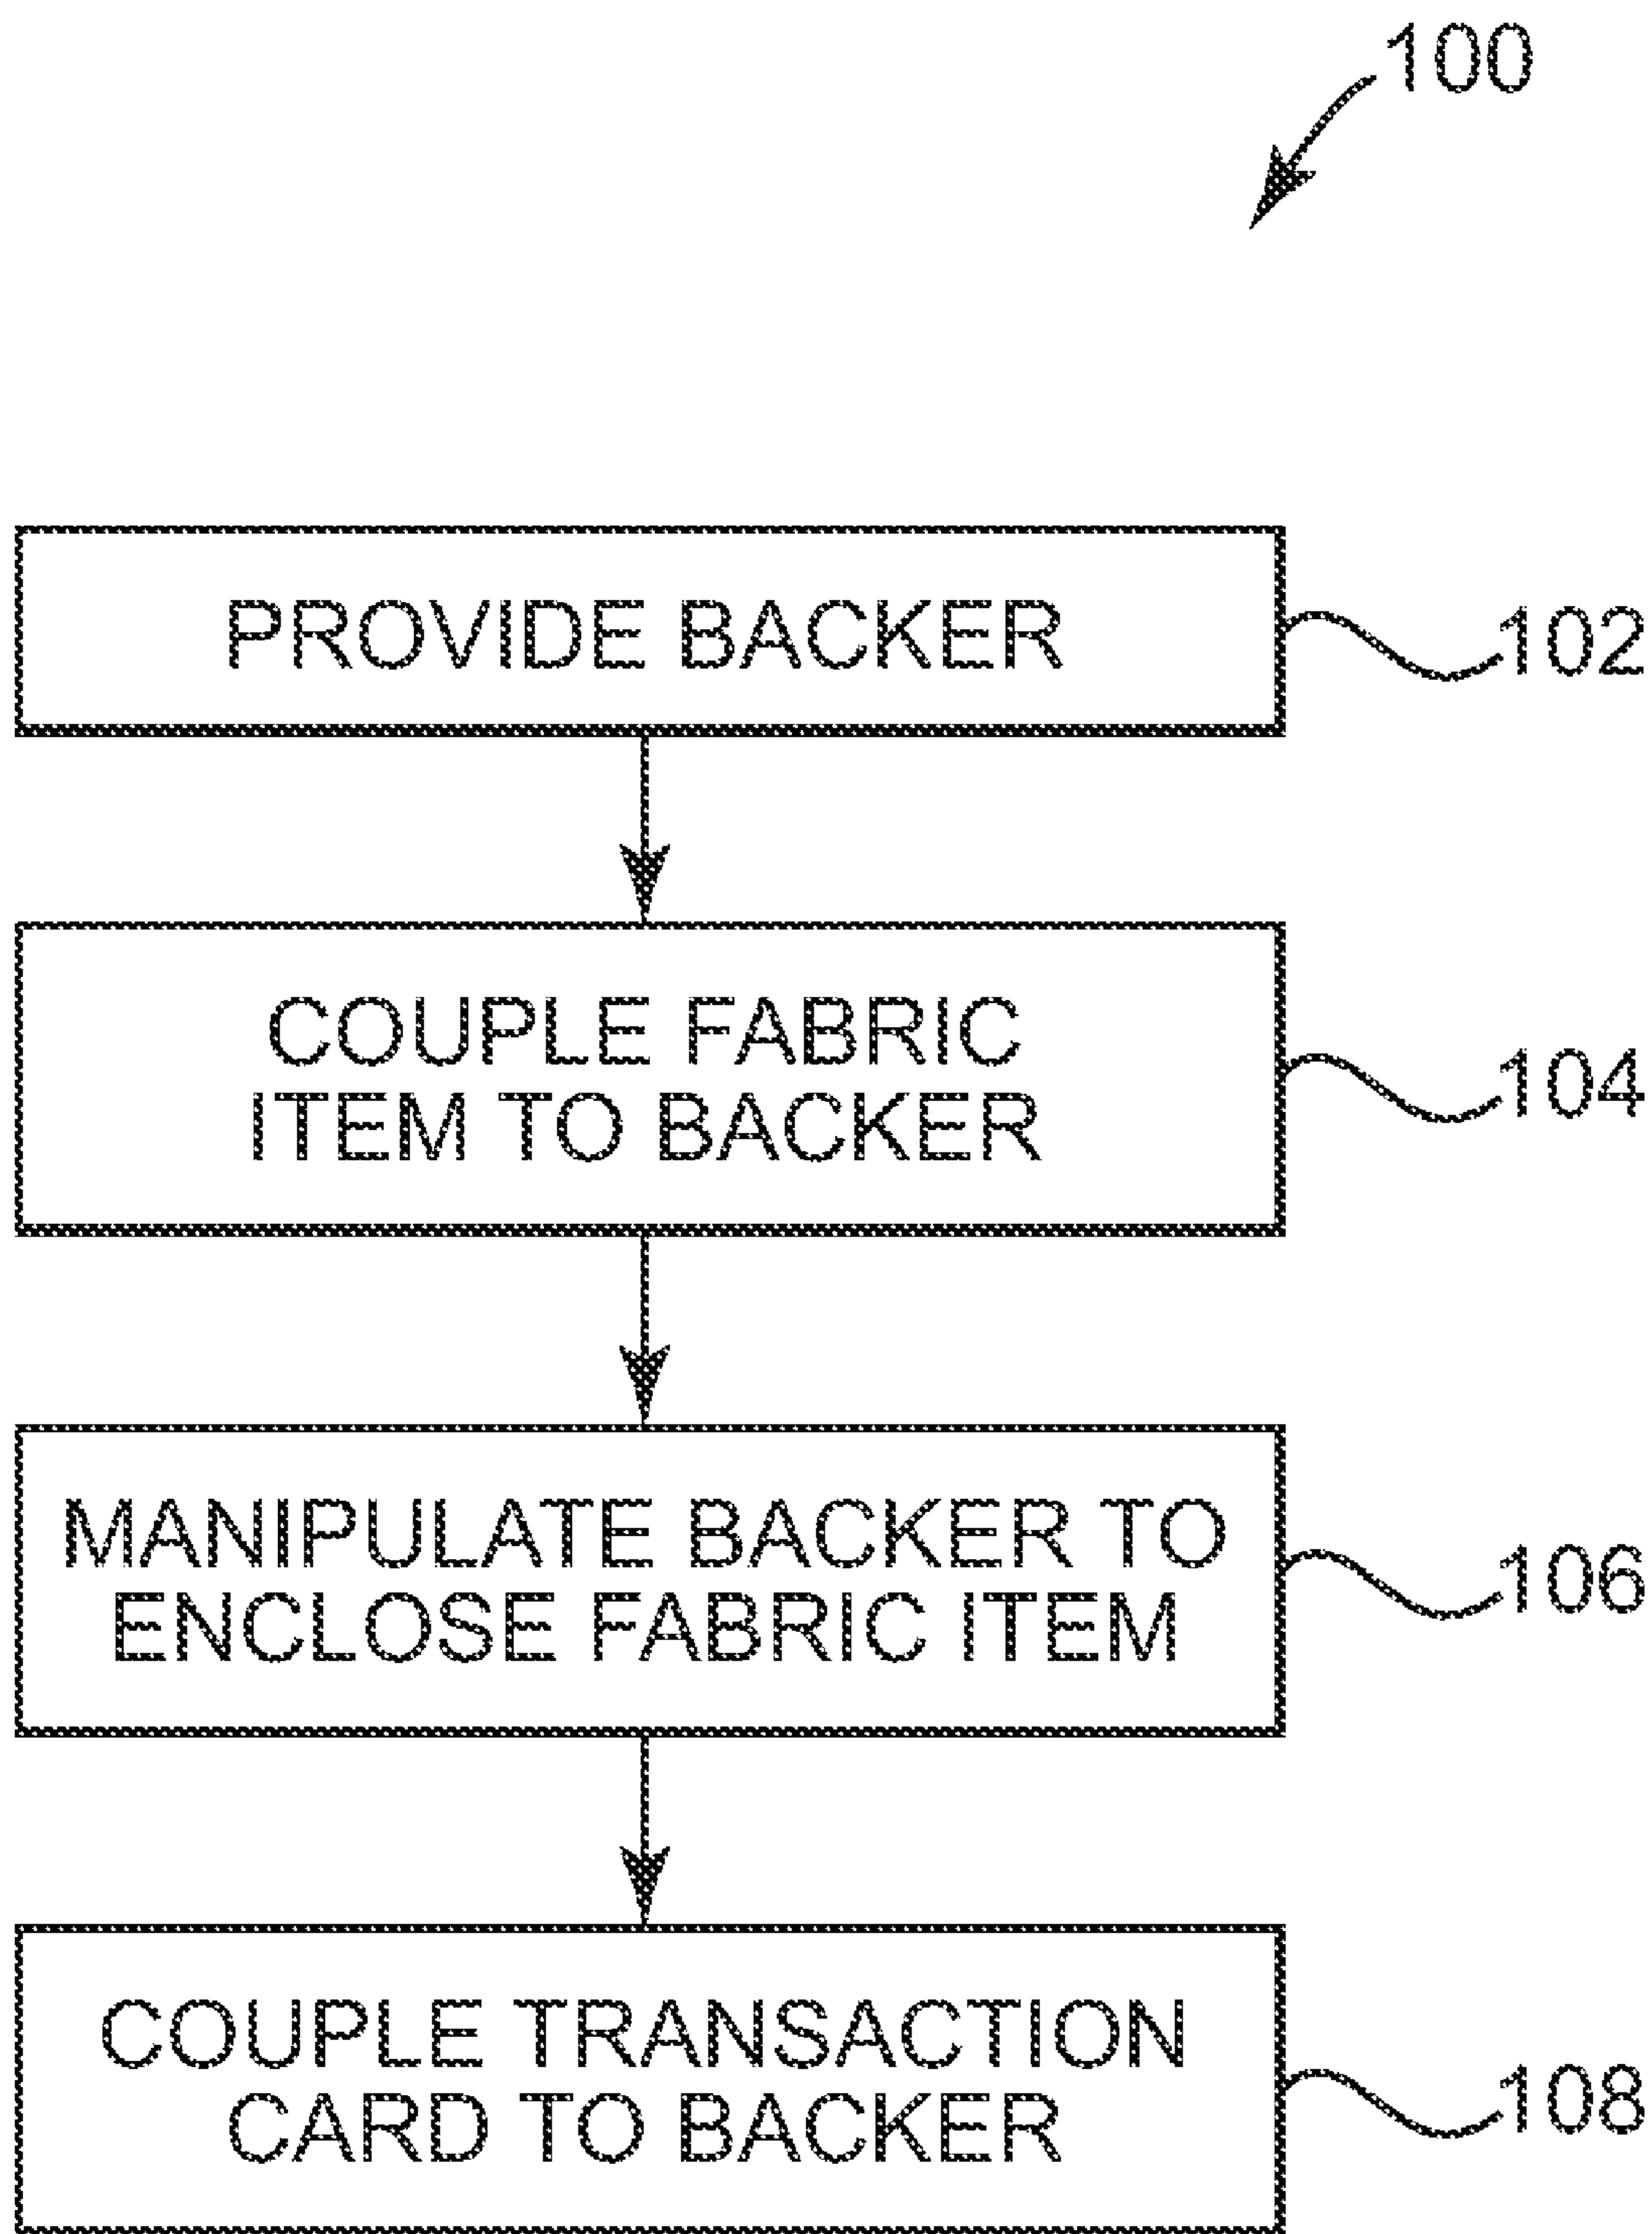 100
PROVIDE BACKER
102
COUPLE FABRIC
ITEM TO BACKER
104
MANIPULATE BACKER TO
ENCLOSE FABRIC ITEM
106
COUPLE TRANSACTION
CARD TO BACKER
108